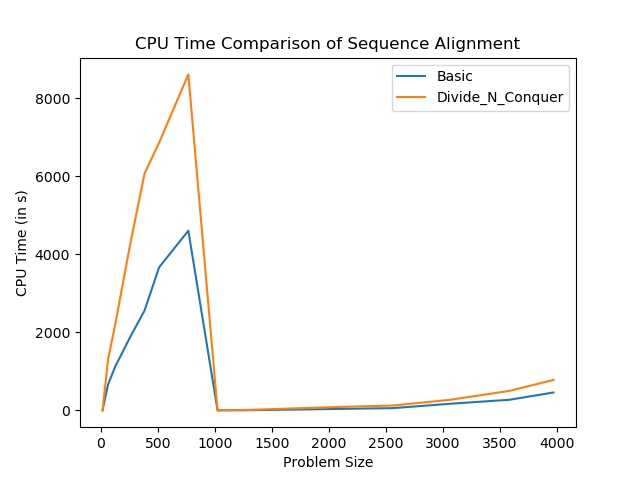 CPU Time Comparison of Sequence Alignment
Basic
Divide_N_Conquer
CPU Time (in s)
8000
6000
4000
2000
0
0 500 1000 1500 2000 2500 3000 3500 4000
Problem Size